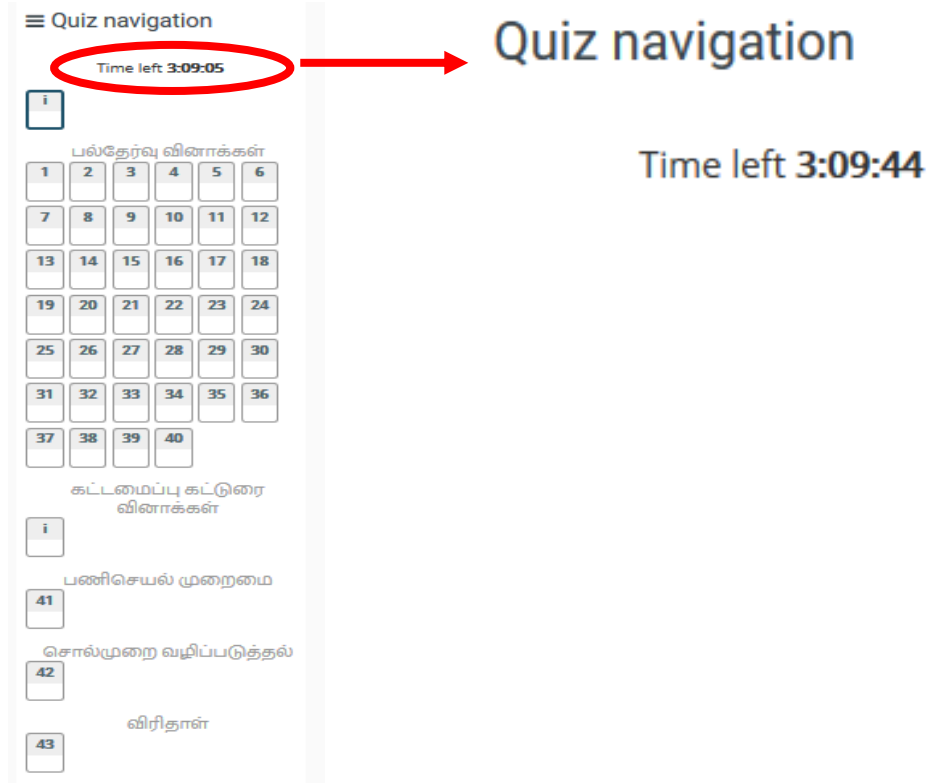 Quiz navigation
Time left 3:09:05
i
பல்தேர்வு வினாக்கள்
1 2 3 4 5 6
7 8 9 10 11 12
13 14 15 16 17 18
19 20 21 22 23 24
25 26 27 28 29 30
31 32 33 34 35 36
37 38 39 40
கட்டமைப்பு கட்டுரை
வினாக்கள்
i
பணிசெயல் முறைமை
41
சொல்முறை வழிப்படுத்தல்
42
விரிதாள்
43
Quiz navigation
Time left 3:09:44